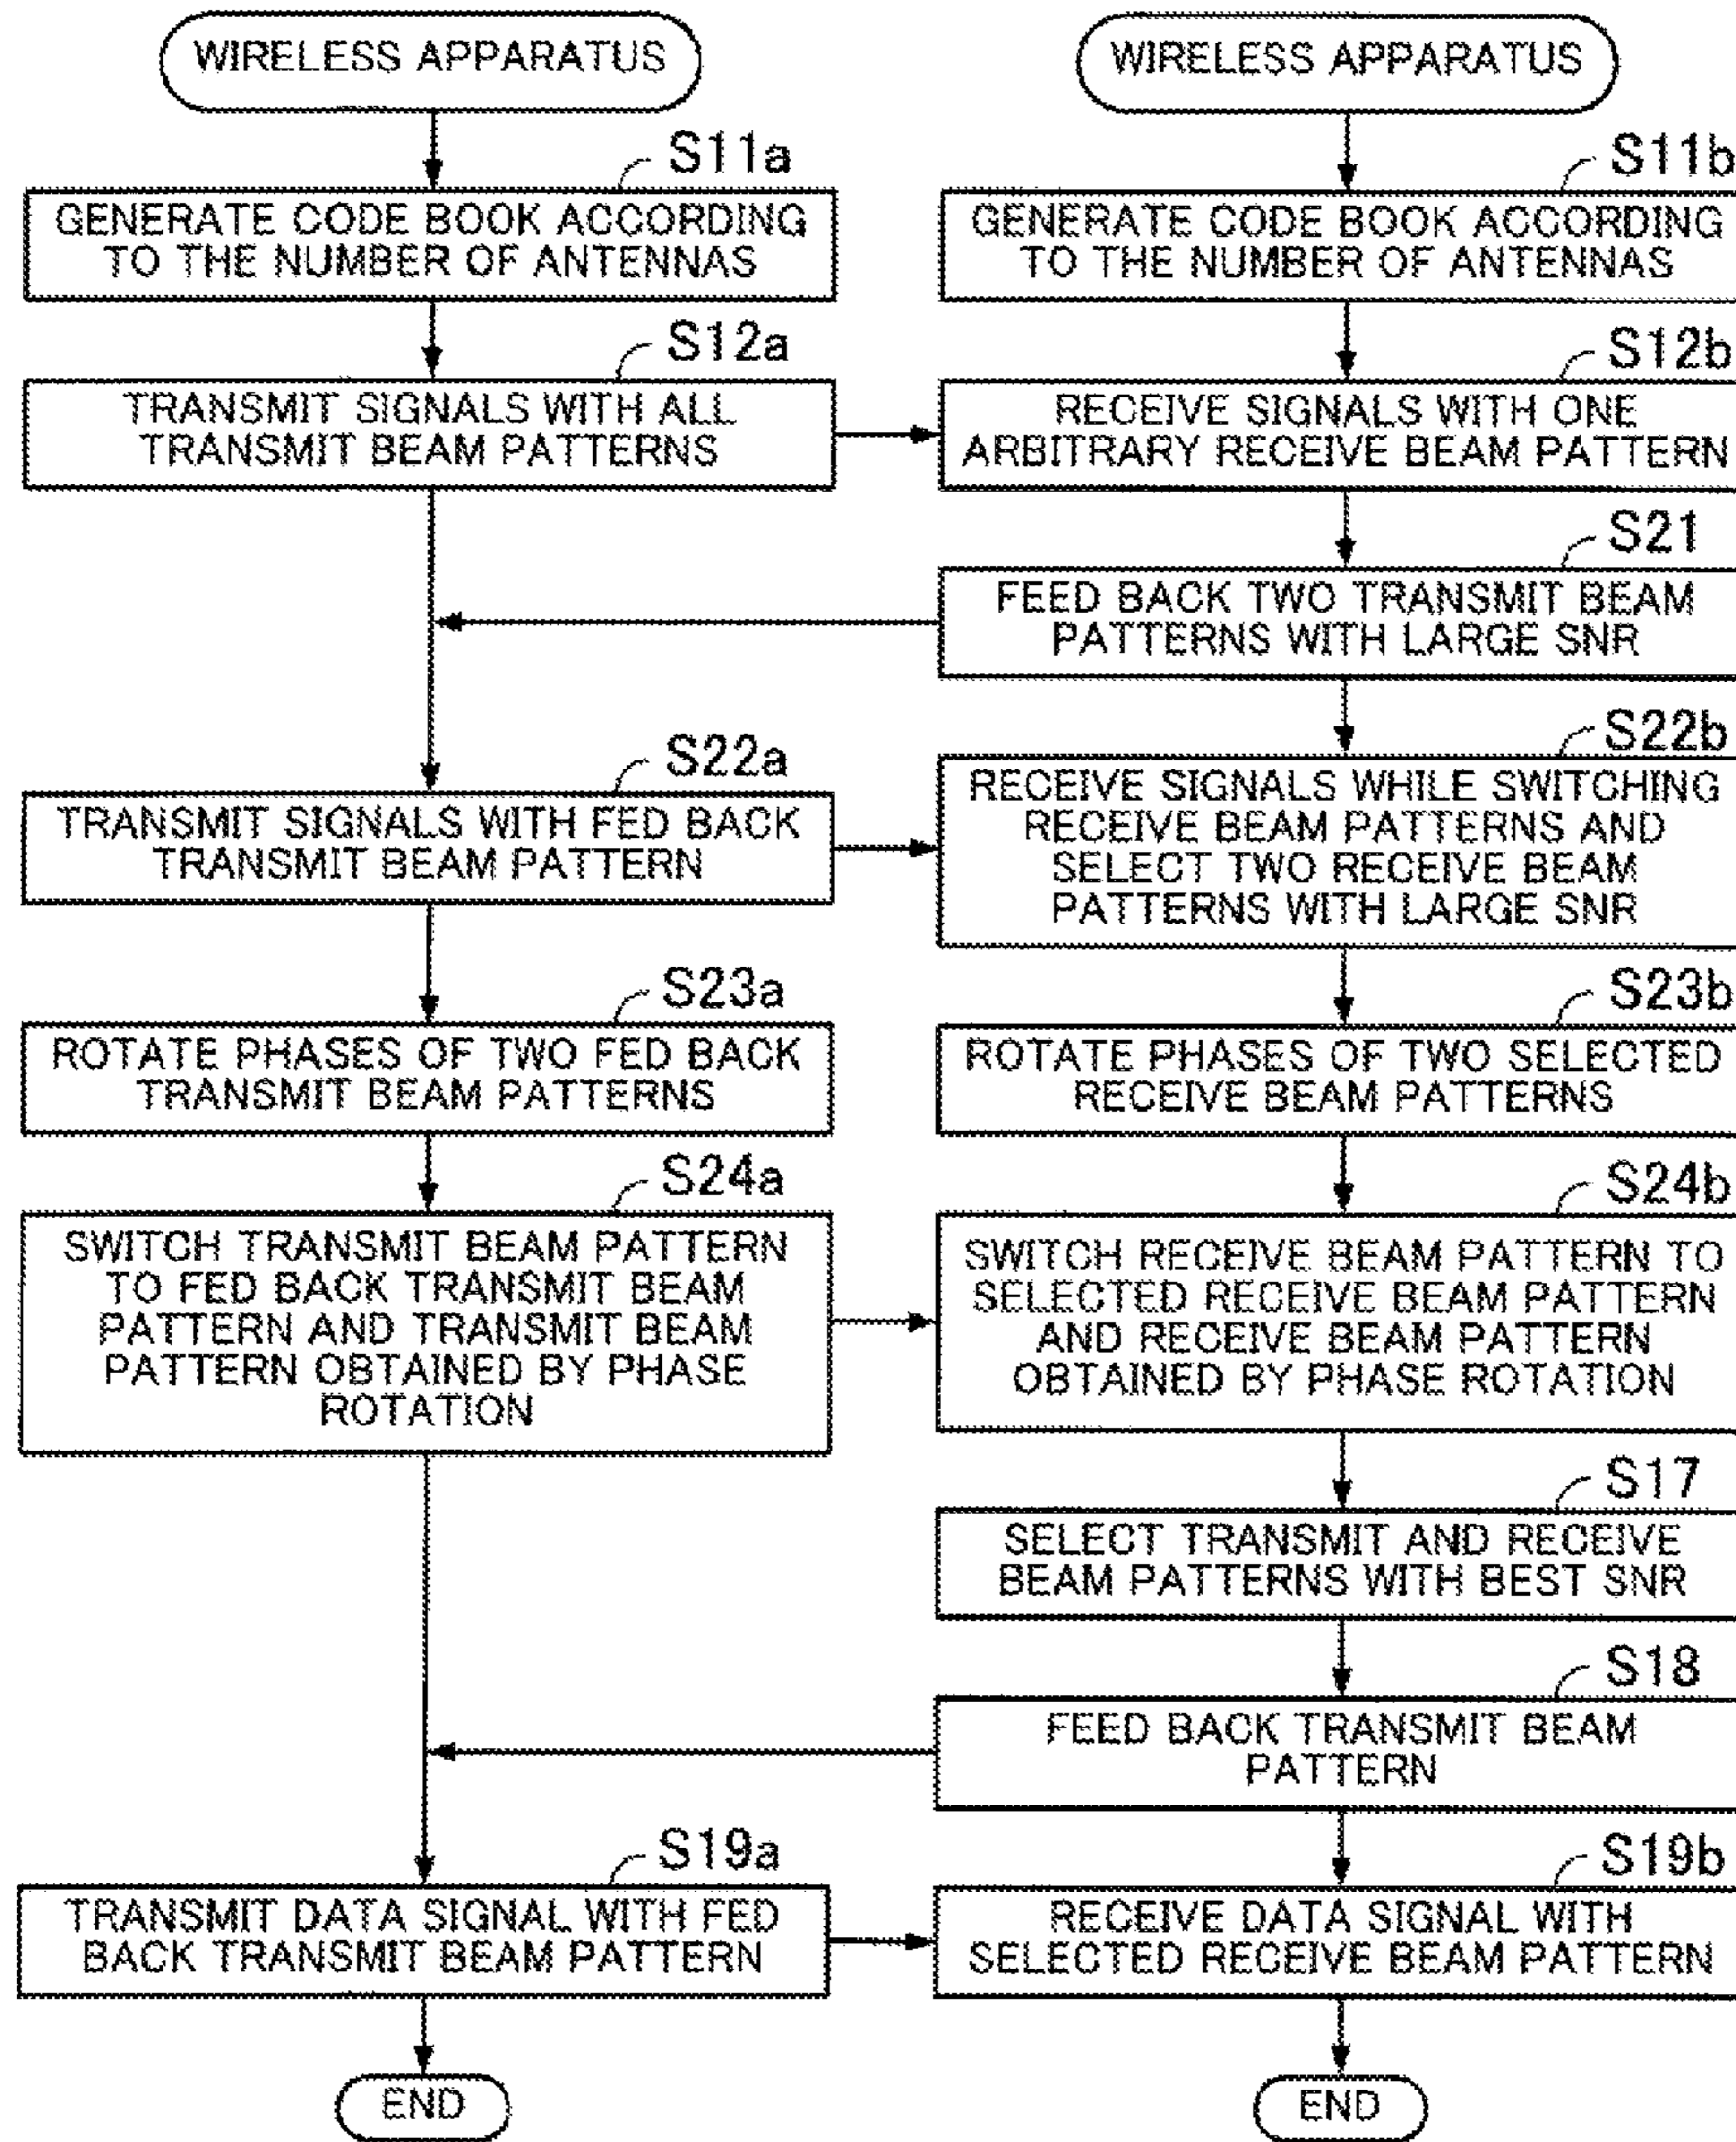 WIRELESS APPARATUS
WIRELESS APPARATUS
S11a
GENERATE CODE BOOK ACCORDING
TO THE NUMBER OF ANTENNAS
S11b
GENERATE CODE BOOK ACCORDING
TO THE NUMBER OF ANTENNAS
S12a
TRANSMIT SIGNALS WITH ALL
TRANSMIT BEAM PATTERNS
S12b
RECEIVE SIGNALS WITH ONE
ARBITRARY RECEIVE BEAM PATTERN
S21
FEED BACK TWO TRANSMIT BEAM
PATTERNS WITH LARGE SNR
S22a
TRANSMIT SIGNALS WITH FED BACK
TRANSMIT BEAM PATTERN
S22b
RECEIVE SIGNALS WHILE SWITCHING
RECEIVE BEAM PATTERNS AND
SELECT TWO RECEIVE BEAM
PATTERNS WITH LARGE SNR
S23a
ROTATE PHASES OF TWO FED BACK
TRANSMIT BEAM PATTERNS
S23b
ROTATE PHASES OF TWO SELECTED
RECEIVE BEAM PATTERNS
S24a
SWITCH TRANSMIT BEAM PATTERN
TO FED BACK TRANSMIT BEAM
PATTERN AND TRANSMIT BEAM
PATTERN OBTAINED BY PHASE
ROTATION
S24b
SWITCH RECEIVE BEAM PATTERN TO
SELECTED RECEIVE BEAM PATTERN
AND RECEIVE BEAM PATTERN
OBTAINED BY PHASE ROTATION
S17
SELECT TRANSMIT AND RECEIVE
BEAM PATTERNS WITH BEST SNR
S18
FEED BACK TRANSMIT BEAM
PATTERN
S19a
TRANSMIT DATA SIGNAL WITH FED
BACK TRANSMIT BEAM PATTERN
S19b
RECEIVE DATA SIGNAL WITH
SELECTED RECEIVE BEAM PATTERN
END
END